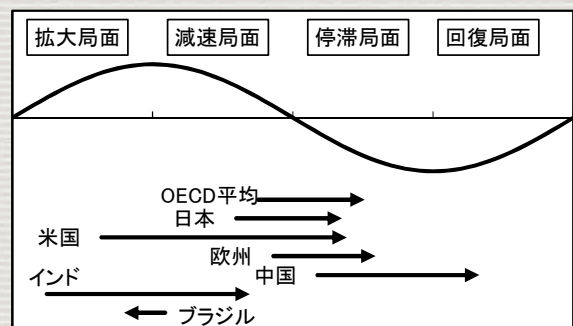 拡大局面 減速局面 停滞局面 回復局面
OECD平均
日本
米国
欧州
中国
インド
ブラジル